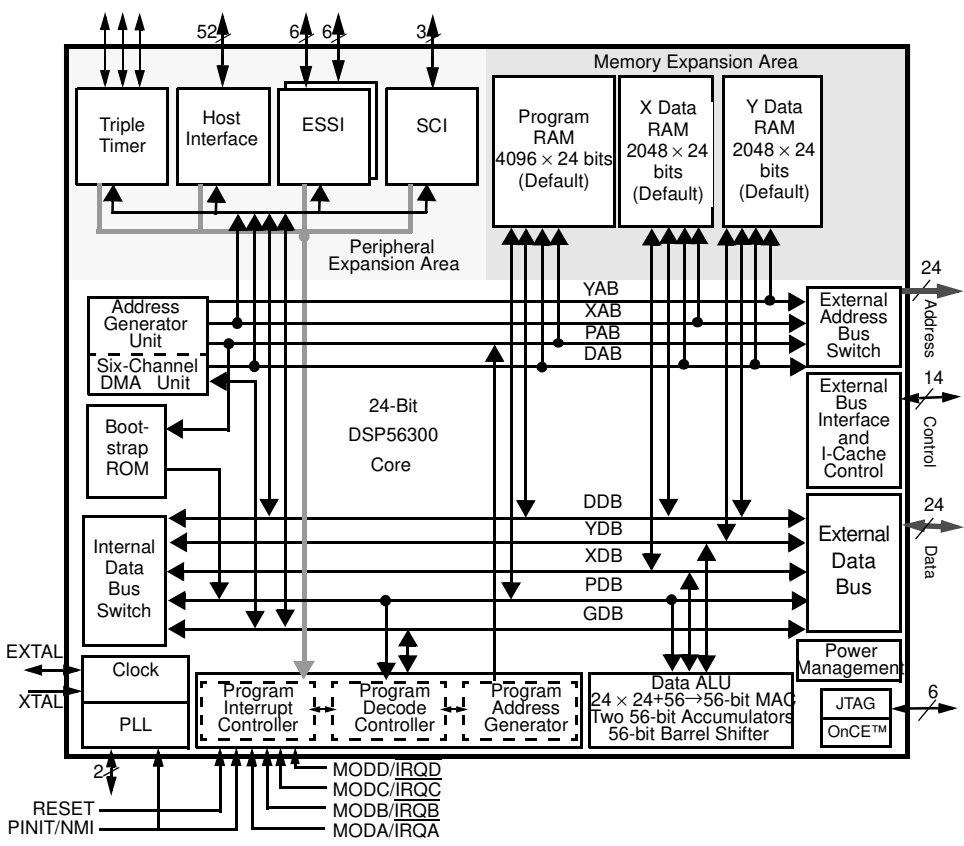 52
6
6
3
Memory Expansion Area
Triple
Timer
Host
Interface
ESSI
SCI
Program
RAM
4096 × 24 bits
(Default)
X Data
RAM
2048 × 24
bits
(Default)
Y Data
RAM
2048 × 24
bits
(Default)
Peripheral
Expansion Area
Address
Generator
Unit
Six-Channel
DMA Unit
YAB
XAB
PAB
DAB
External
Address
Bus
Switch
24
Address
24-Bit
DSP56300
Core
Boot-
strap
ROM
External
Bus
Interface
and
I-Cache
Control
14
Control
Internal
Data
Bus
Switch
DDB
YDB
XDB
PDB
GDB
External
Data
Bus
24
Data
EXTAL
XTAL
Clock
PLL
Program
Interrupt
Controller
Program
Decode
Controller
Program
Address
Generator
Data ALU
24 × 24+56→56-bit MAC
Two 56-bit Accumulators
56-bit Barrel Shifter
Power
Management
JTAG
OnCE™
6
2
RESET
PINIT/NMI
MODD/IRQD
MODC/IRQC
MODB/IRQB
MODA/IRQA